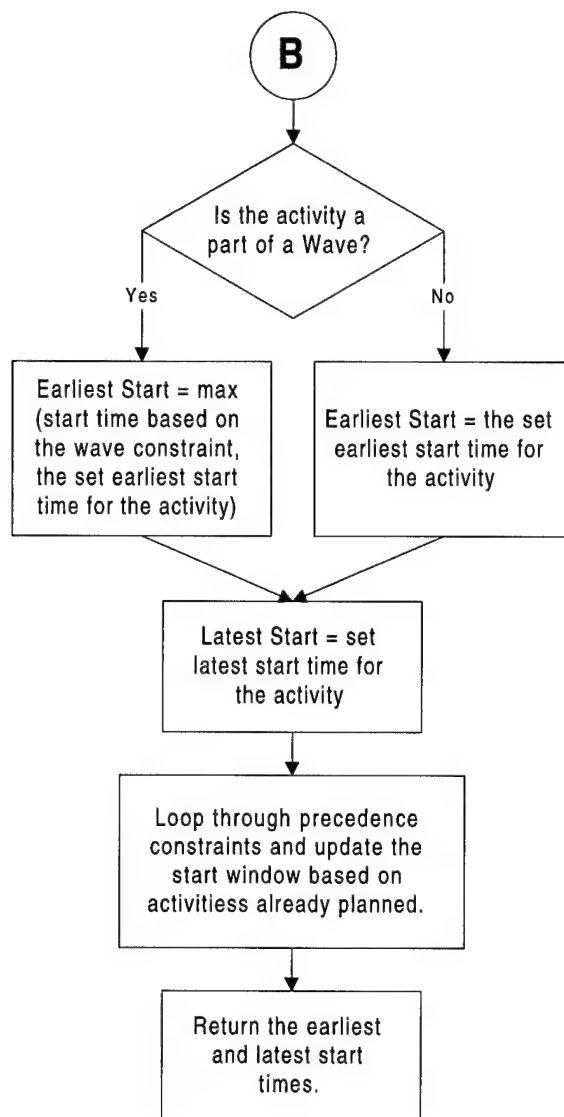 B
Is the activity a
part of a Wave?
Yes
No
Earliest Start = max
(start time based on
the wave constraint,
the set earliest start
time for the activity)
Earliest Start = the set
earliest start time for
the activity
Latest Start = set
latest start time for
the activity
Loop through precedence
constraints and update the
start window based on
activitiess already planned.
Return the earliest
and latest start
times.